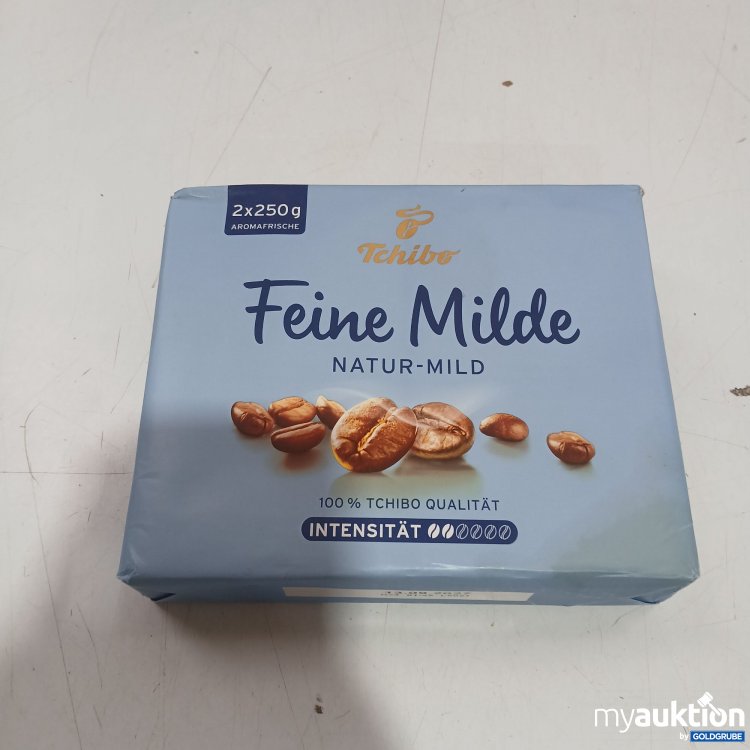 2x250g
AROMAFRISCHE
Tchibo
Feine Milde
NATUR-MILD
100 % TCHIBO QUALITÄT
INTENSITÄT
myauktion
by GOLDGRUBE